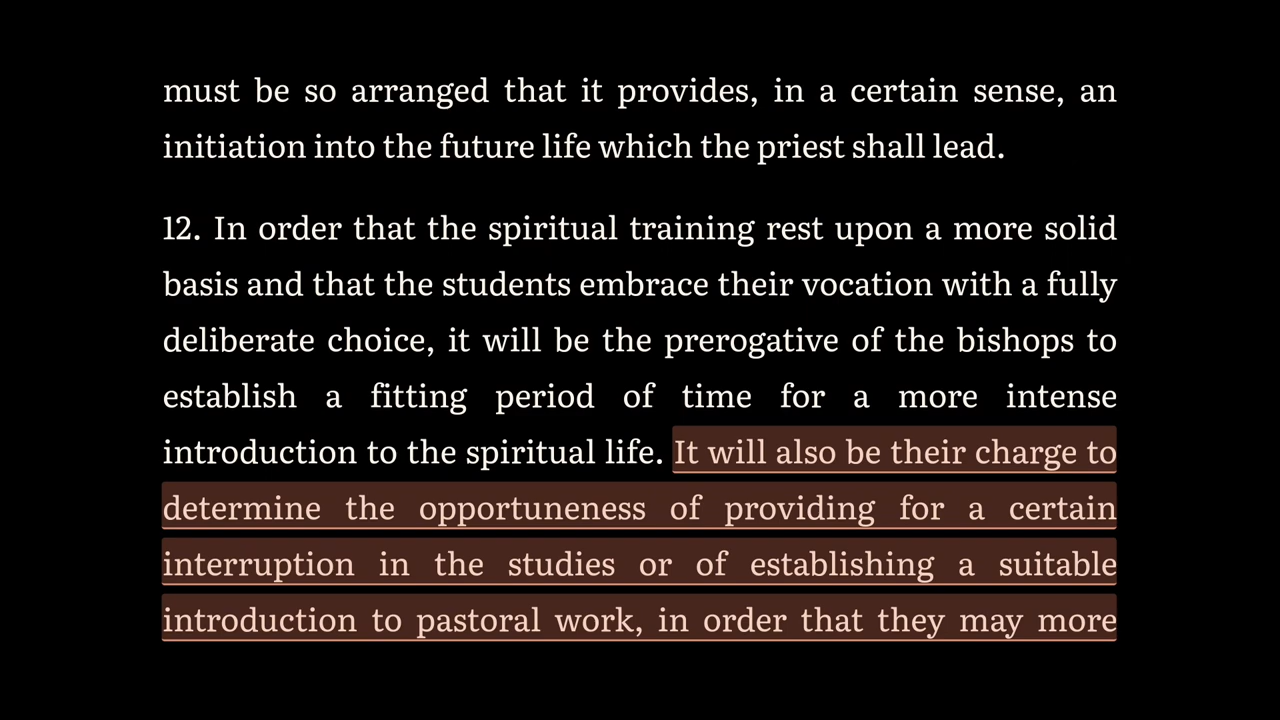 must be so arranged that it provides, in a certain sense, an
initiation into the future life which the priest shall lead.
12. In order that the spiritual training rest upon a more solid
basis and that the students embrace their vocation with a fully
deliberate choice, it will be the prerogative of the bishops to
establish a fitting period of time for a more intense
introduction to the spiritual life. It will also be their charge to
determine the opportuneness of providing for a certain
interruption in the studies or of establishing a suitable
introduction to pastoral work, in order that they may more